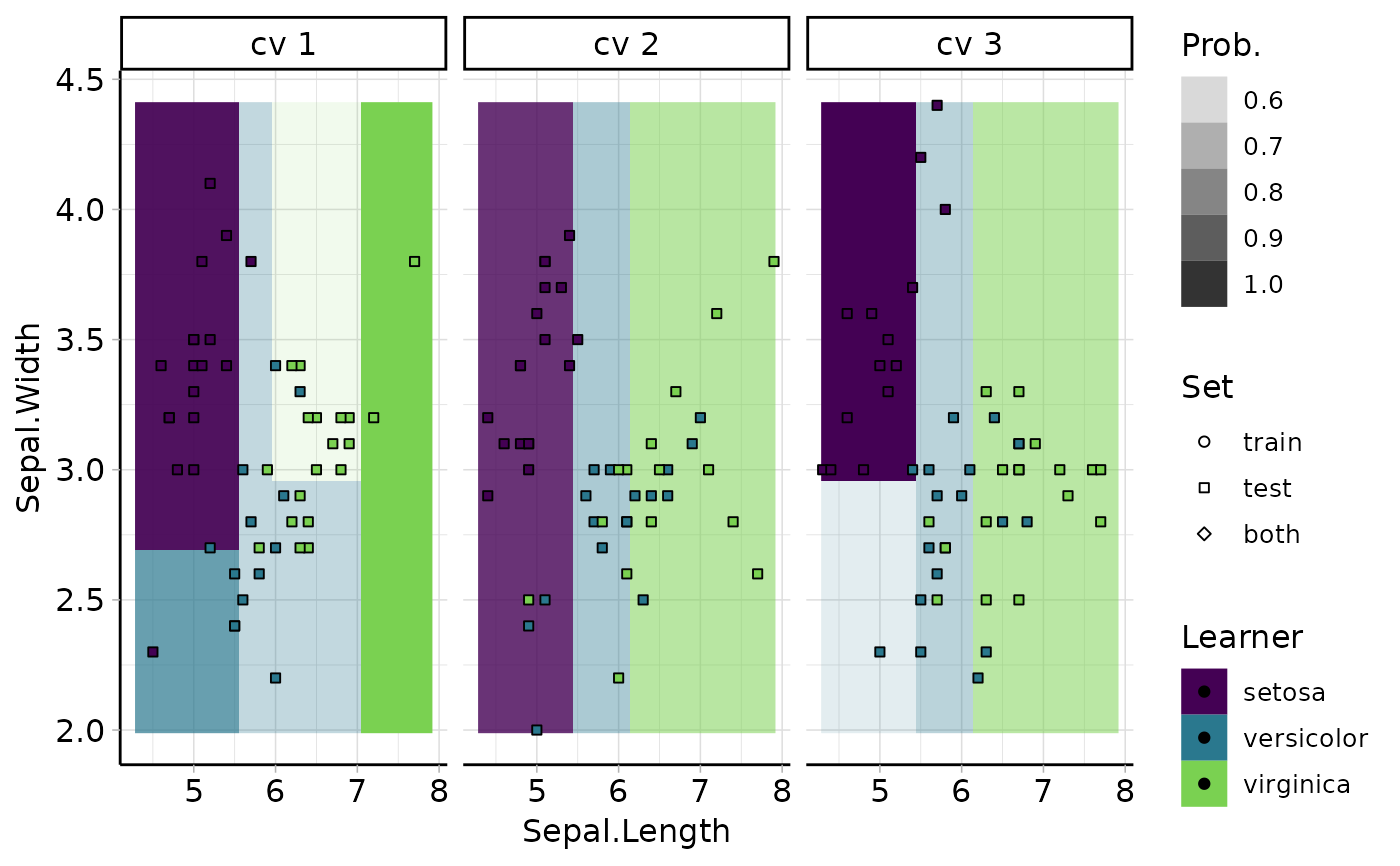 cv 1
cv 2
cv 3
4.5
4.0
3.5
3.0
2.5
2.0
Sepal.Width
5 6 7 8
5 6 7 8
5 6 7 8
Sepal.Length
Prob.
0.6
0.7
0.8
0.9
1.0
Set
train
test
both
Learner
setosa
versicolor
virginica